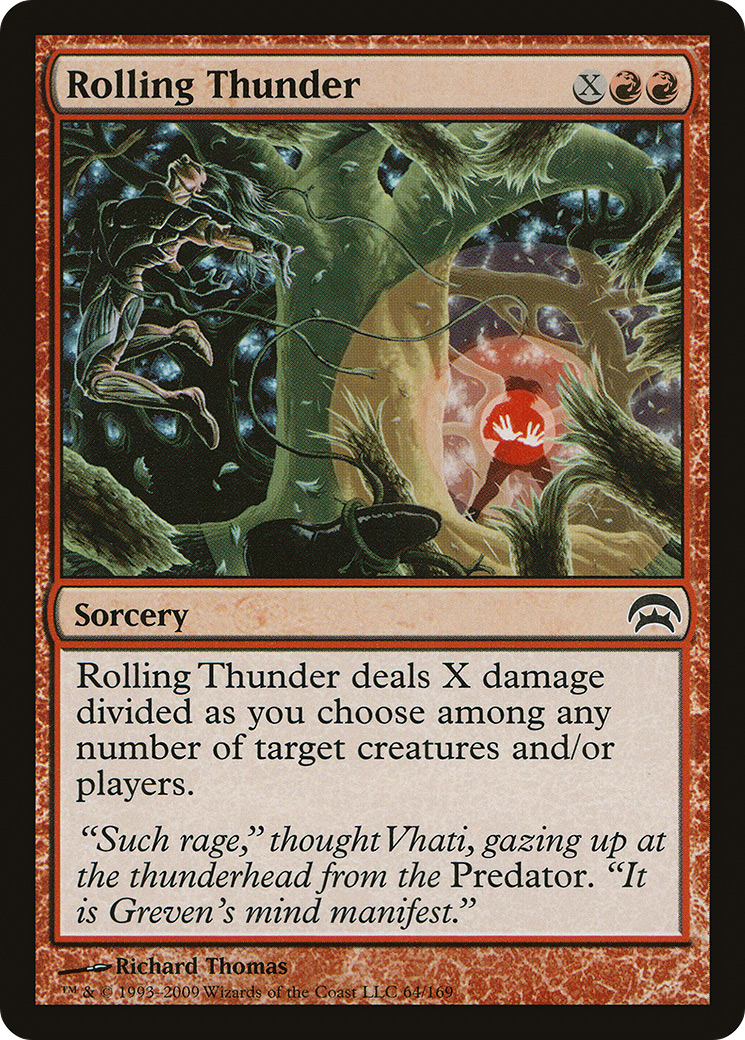 Rolling Thunder X
Sorcery
Rolling Thunder deals X damage
divided as you choose among any
number of target creatures and/or
players.
“Such rage,” thought Vhati, gazing up at
the thunderhead from the Predator. “It
is Greven’s mind manifest.”
Richard Thomas
™ & © 1993–2009 Wizards of the Coast LLC 64/169